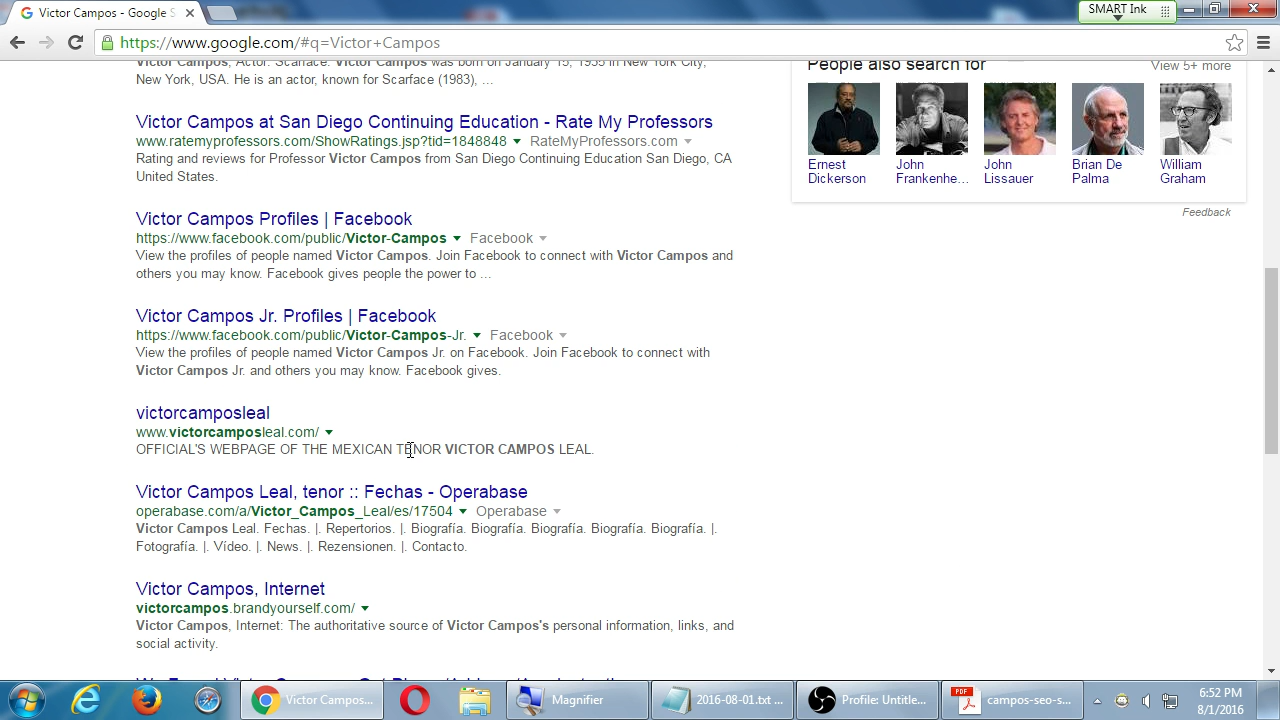 Victor Campos - Google S
SMART Ink
https://www.google.com/#q=Victor+Campos
Victor Campos, Actor: Scarface. Victor Campos was born on January 15, 1935 in New York City,
New York, USA. He is an actor, known for Scarface (1983), ...
Victor Campos at San Diego Continuing Education - Rate My Professors
www.ratemyprofessors.com/ShowRatings.jsp?tid=1848848 RateMyProfessors.com
Rating and reviews for Professor Victor Campos from San Diego Continuing Education San Diego, CA
United States.
Victor Campos Profiles | Facebook
https://www.facebook.com/public/Victor-Campos Facebook
View the profiles of people named Victor Campos. Join Facebook to connect with Victor Campos and
others you may know. Facebook gives people the power to ...
Victor Campos Jr. Profiles | Facebook
https://www.facebook.com/public/Victor-Campos-Jr. Facebook
View the profiles of people named Victor Campos Jr. on Facebook. Join Facebook to connect with
Victor Campos Jr. and others you may know. Facebook gives.
victorcamposleal
www.victorcamposleal.com/
OFFICIAL'S WEBPAGE OF THE MEXICAN TENOR VICTOR CAMPOS LEAL.
Victor Campos Leal, tenor :: Fechas - Operabase
operabase.com/a/Victor_Campos_Leal/es/17504 Operabase
Victor Campos Leal. Fechas. |. Repertorios. |. Biografía. Biografía. Biografía. Biografía. Biografía. |.
Fotografía. |. Vídeo. |. News. |. Rezensionen. |. Contacto.
Victor Campos, Internet
victorcampos.brandyourself.com/
Victor Campos, Internet: The authoritative source of Victor Campos's personal information, links, and
social activity.
People also search for
View 5+ more
Ernest
Dickerson
John
Frankenhe...
John
Lissauer
Brian De
Palma
William
Graham
Feedback
Victor Campos...
Magnifier
2016-08-01.txt ...
Profile: Untitle...
PDF
campos-seo-s...
6:52 PM
8/1/2016